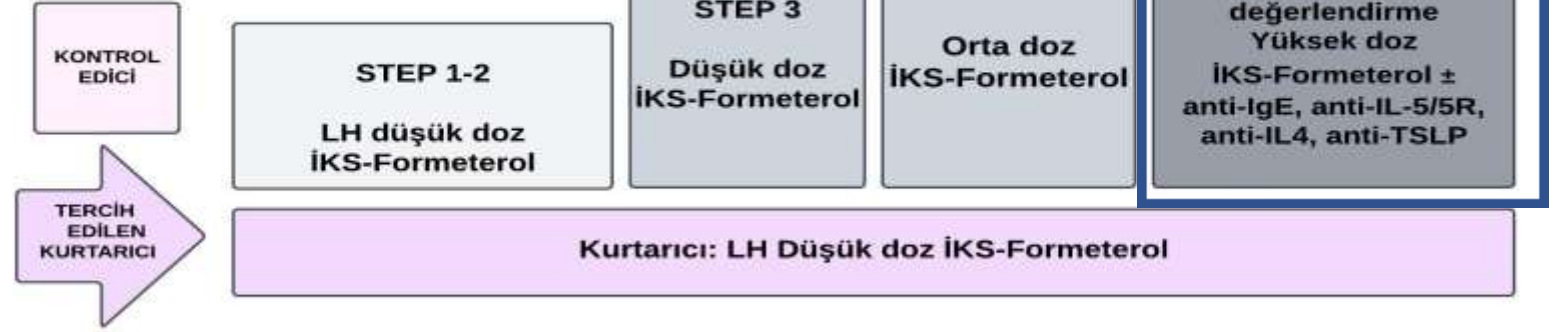 KONTROL
EDİCİ
STEP 1-2
LH düşük doz
İKS-Formeterol
STEP 3
Düşük doz
İKS-Formeterol
Orta doz
İKS-Formeterol
değerlendirme
Yüksek doz
İKS-Formeterol ±
anti-IgE, anti-IL-5/5R,
anti-IL4, anti-TSLP
TERCİH
EDİLEN
KURTARICI
Kurtarıcı: LH Düşük doz İKS-Formeterol